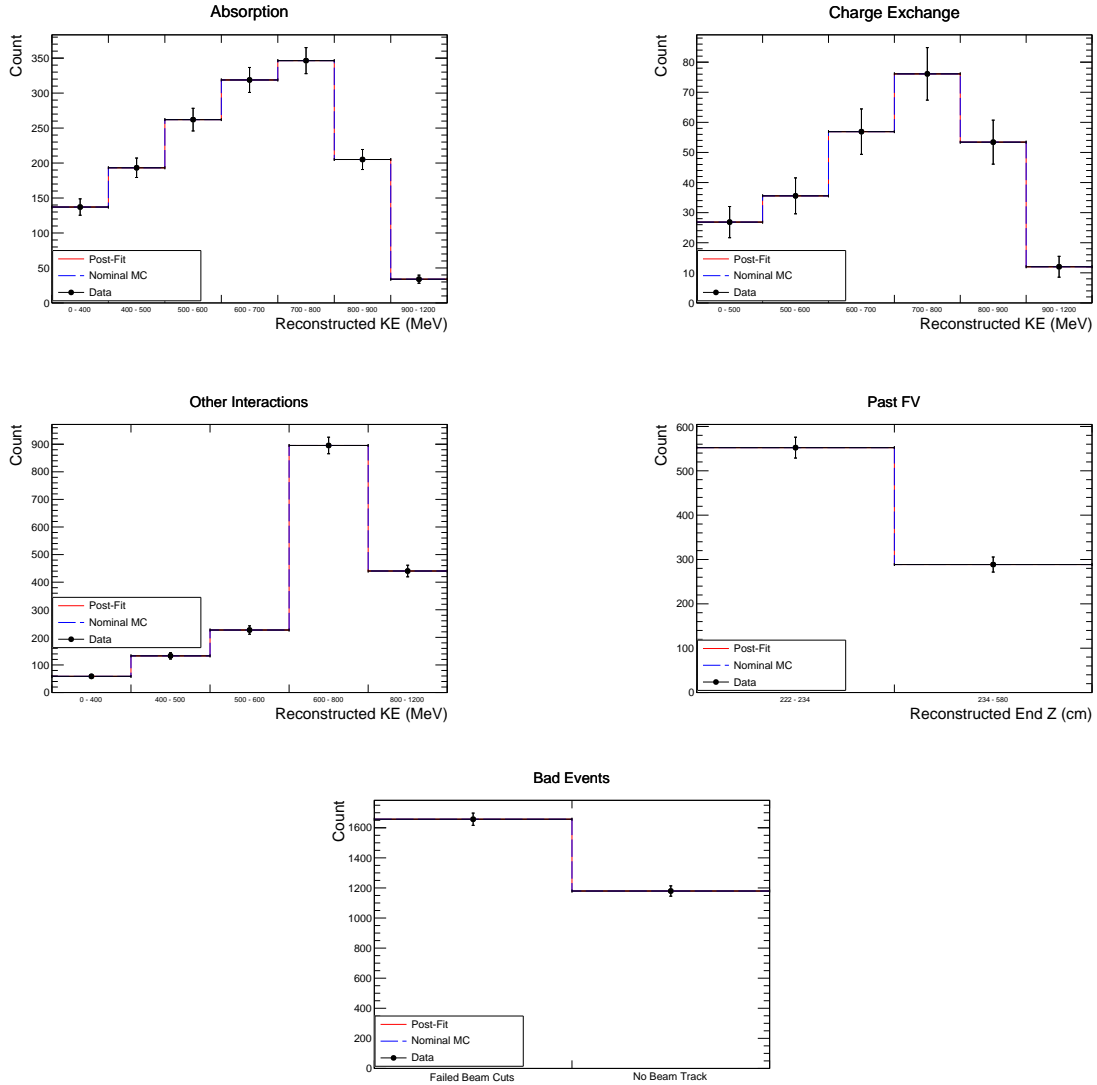 Absorption
Count
350
300
250
200
150
100
50
0
Post-Fit
Nominal MC
Data
0 - 400 400 - 500 500 - 600 600 - 700 700 - 800 800 - 900 900 - 1200
Reconstructed KE (MeV)
Charge Exchange
Count
80
70
60
50
40
30
20
10
0
Post-Fit
Nominal MC
Data
0 - 500 500 - 600 600 - 700 700 - 800 800 - 900 900 - 1200
Reconstructed KE (MeV)
Other Interactions
Count
900
800
700
600
500
400
300
200
100
0
Post-Fit
Nominal MC
Data
0 - 400 400 - 500 500 - 600 600 - 800 800 - 1200
Reconstructed KE (MeV)
Past FV
Count
600
500
400
300
200
100
0
Post-Fit
Nominal MC
Data
222 - 234 234 - 580
Reconstructed End Z (cm)
Bad Events
Count
1600
1400
1200
1000
800
600
400
200
0
Post-Fit
Nominal MC
Data
Failed Beam Cuts No Beam Track